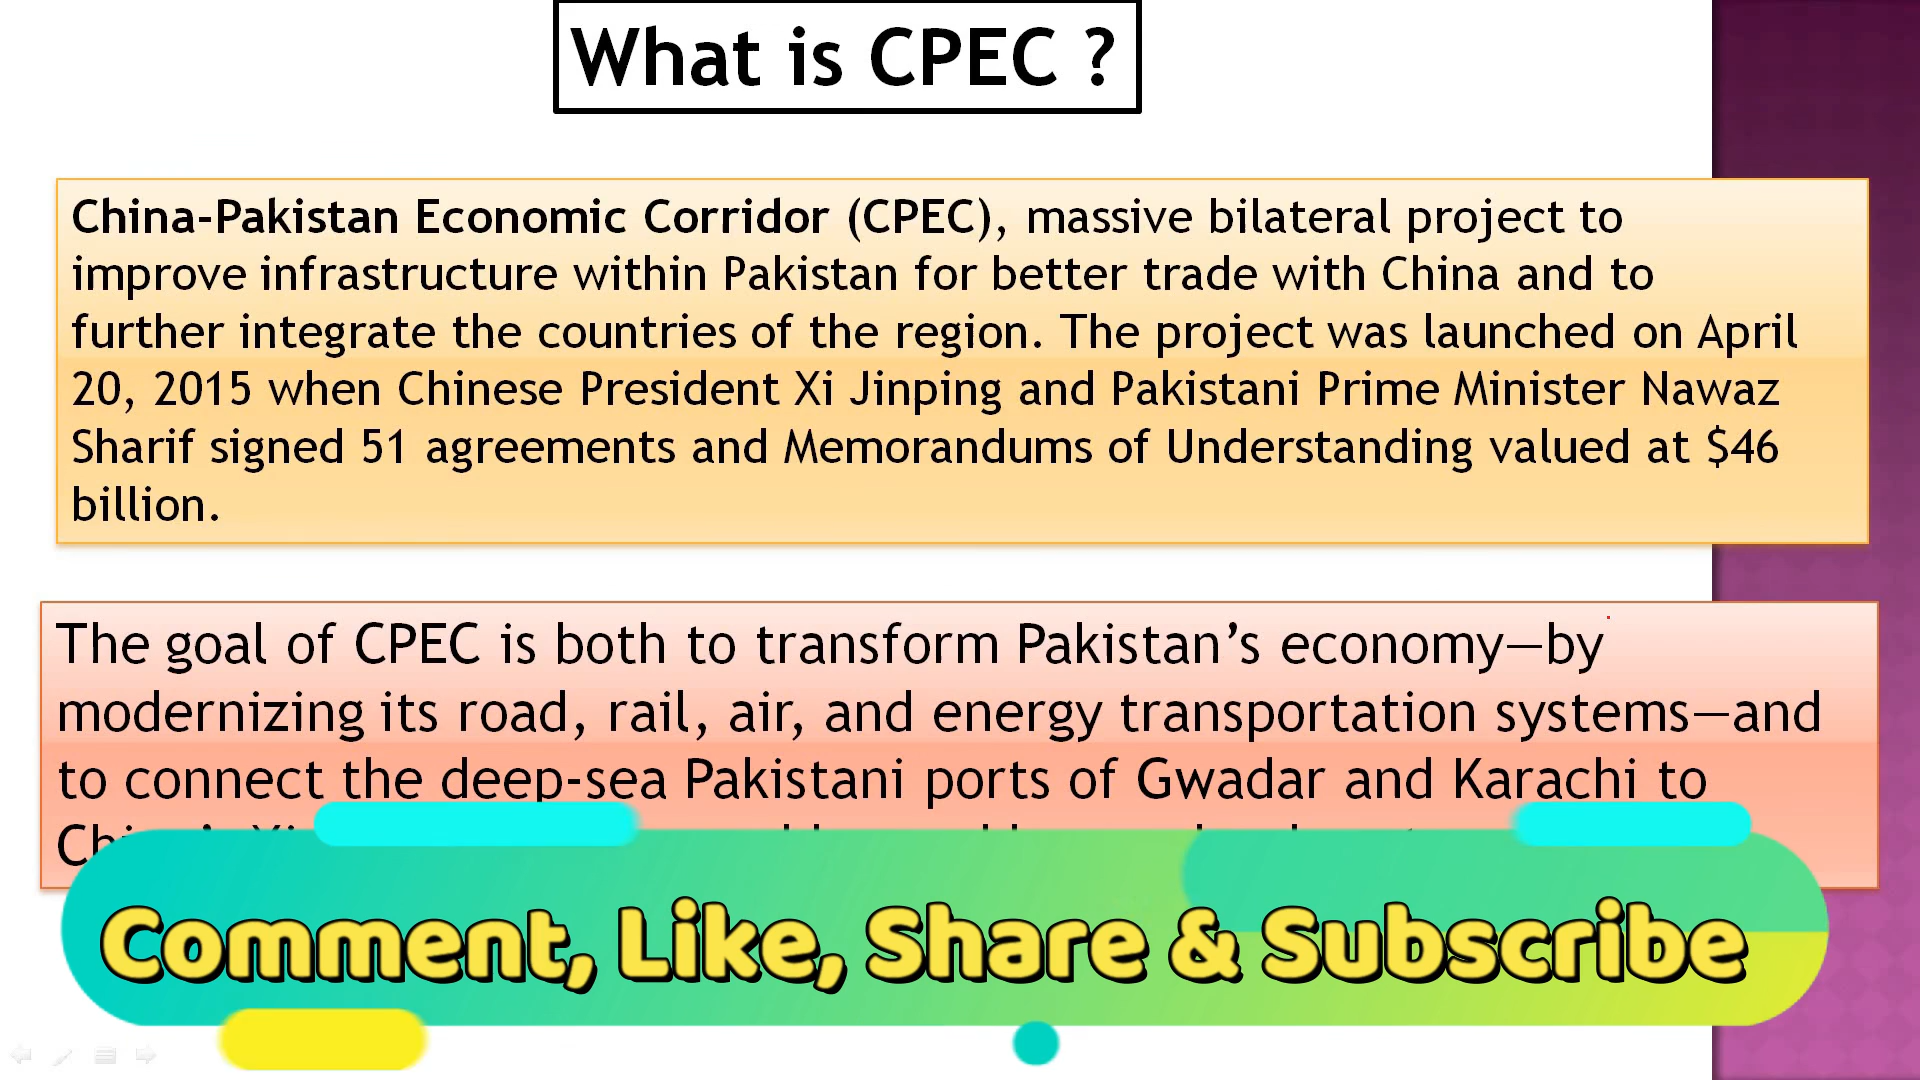 What is CPEC ?
China-Pakistan Economic Corridor (CPEC), massive bilateral project to
improve infrastructure within Pakistan for better trade with China and to
further integrate the countries of the region. The project was launched on April
20, 2015 when Chinese President Xi Jinping and Pakistani Prime Minister Nawaz
Sharif signed 51 agreements and Memorandums of Understanding valued at $46
billion.
The goal of CPEC is both to transform Pakistan’s economy—by
modernizing its road, rail, air, and energy transportation systems—and
to connect the deep-sea Pakistani ports of Gwadar and Karachi to
Comment, Like, Share & Subscribe